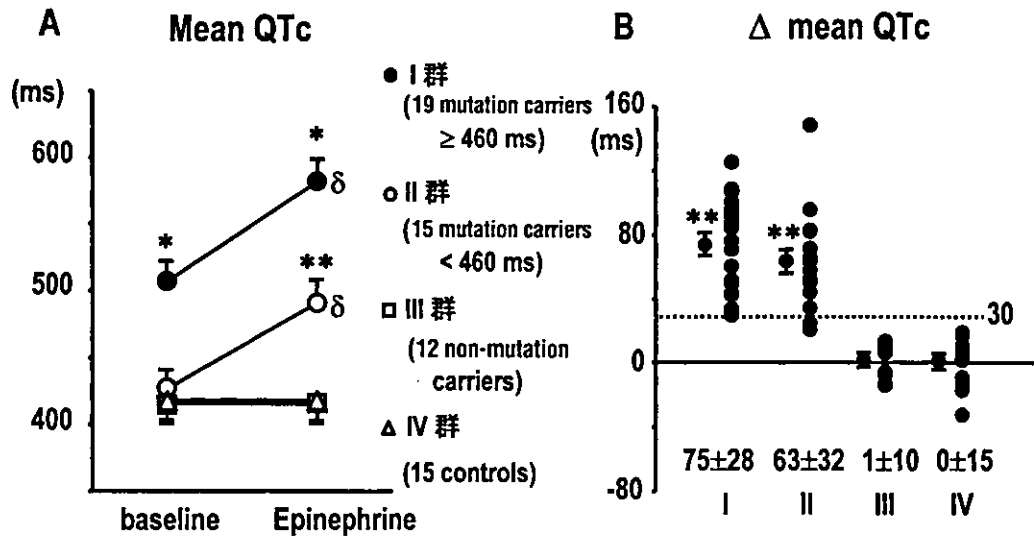 A Mean QTc
(ms)
600
500
400
*
*
δ
**
δ
baseline Epinephrine
● I 群
(19 mutation carriers
≥ 460 ms)
○ II 群
(15 mutation carriers
< 460 ms)
□ III 群
(12 non-mutation
carriers)
△ IV 群
(15 controls)
B Δ mean QTc
160
(ms)
80
0
-80
**
**
30
75±28 63±32 1±10 0±15
I II III IV